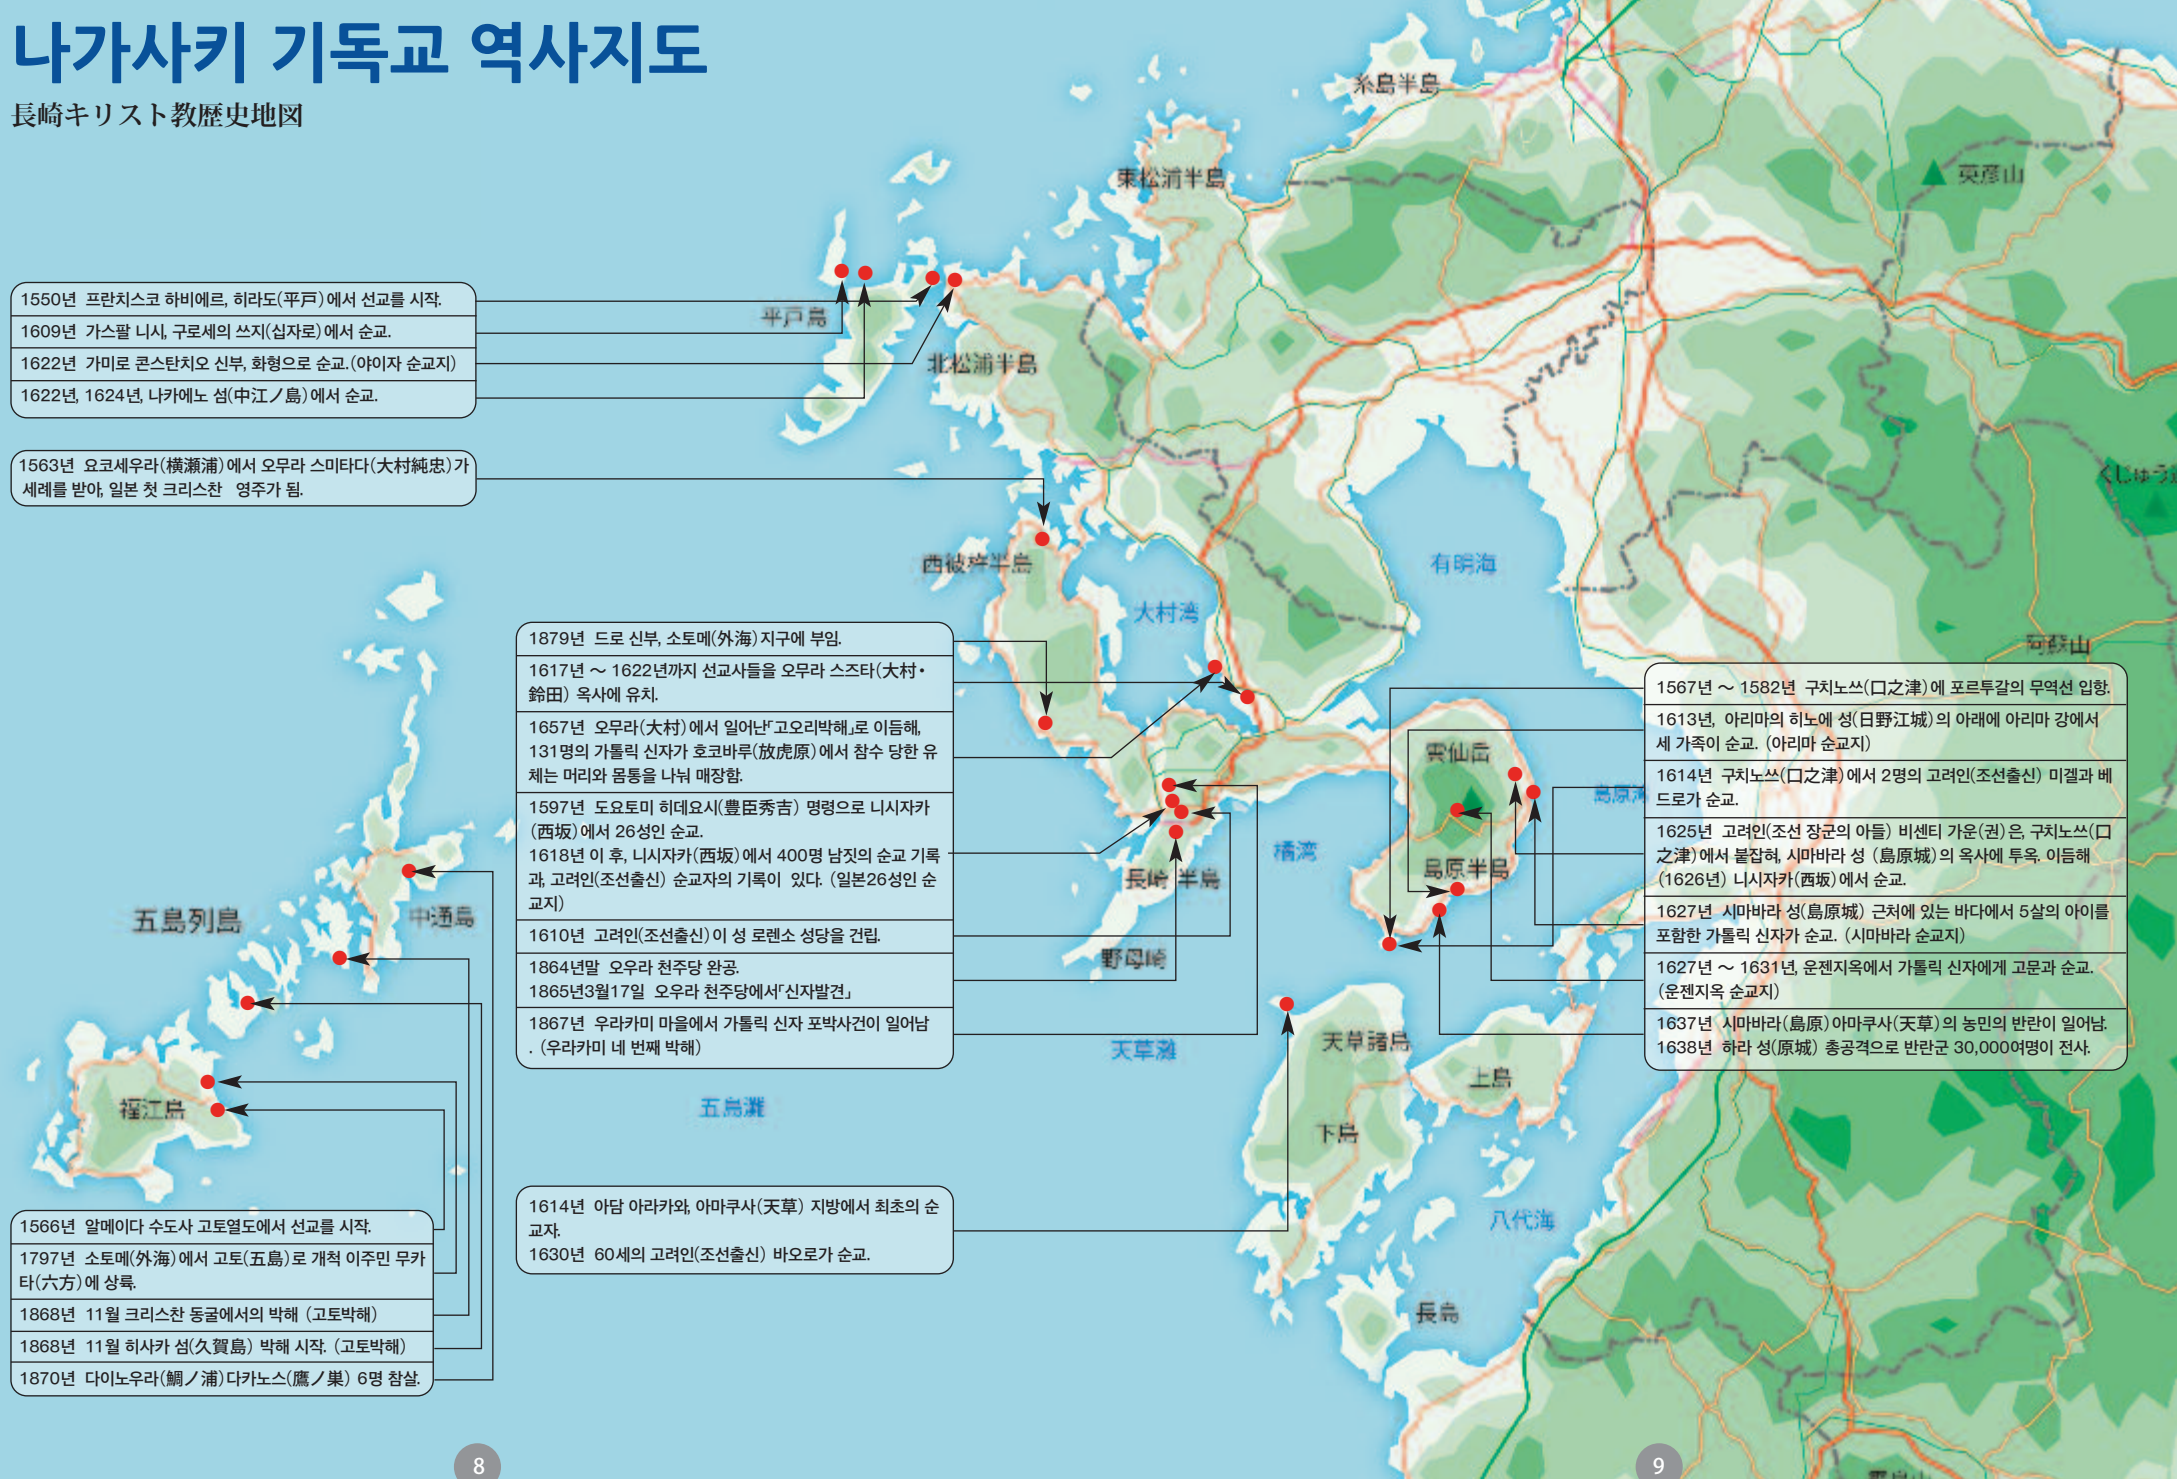 나가사키 기독교 역사지도
長崎キリスト教歴史地図
糸島半島
東松浦半島
英彦山
平戸島
北松浦半島
1550년 프란치스코 하비에르, 히라도(平戸)에서 선교를 시작.
1609년 가스팔 니시, 구로세의 쓰지(십자로)에서 순교.
1622년 가미로 콘스탄치오 신부, 화형으로 순교.(야이자 순교지)
1622년, 1624년, 나카에노 섬(中江ノ島)에서 순교.
1563년 요코세우라(横瀬浦)에서 오무라 스미타다(大村純忠)가
세례를 받아, 일본 첫 크리스찬 영주가 됨.
くじゅう
西彼杵半島
有明海
大村湾
阿蘇山
1879년 드로 신부, 소토메(外海)지구에 부임.
1617년 ～ 1622년까지 선교사들을 오무라 스즈타(大村・
鈴田) 옥사에 유치.
1657년 오무라(大村)에서 일어난「고오리박해」로 이듬해,
131명의 가톨릭 신자가 호코바루(放虎原)에서 참수 당한 유
체는 머리와 몸통을 나눠 매장함.
1597년 도요토미 히데요시(豊臣秀吉) 명령으로 니시자카
(西坂)에서 26성인 순교.
1618년 이 후, 니시자카(西坂)에서 400명 남짓의 순교 기록
과, 고려인(조선출신) 순교자의 기록이 있다. (일본26성인 순
교지)
1610년 고려인(조선출신)이 성 로렌소 성당을 건립.
1864년말 오우라 천주당 완공.
1865년3월17일 오우라 천주당에서「신자발견」
1867년 우라카미 마을에서 가톨릭 신자 포박사건이 일어남
. (우라카미 네 번째 박해)
1567년 ～ 1582년 구치노쓰(口之津)에 포르투갈의 무역선 입항.
1613년, 아리마의 히노에 성(日野江城)의 아래에 아리마 강에서
세 가족이 순교. (아리마 순교지)
1614년 구치노쓰(口之津)에서 2명의 고려인(조선출신) 미겔과 베
드로가 순교.
1625년 고려인(조선 장군의 아들) 비센티 가운(권)은, 구치노쓰(口
之津)에서 붙잡혀, 시마바라 성 (島原城)의 옥사에 투옥. 이듬해
(1626년) 니시자카(西坂)에서 순교.
1627년 시마바라 성(島原城) 근처에 있는 바다에서 5살의 아이를
포함한 가톨릭 신자가 순교. (시마바라 순교지)
1627년 ～ 1631년, 운젠지옥에서 가톨릭 신자에게 고문과 순교.
(운젠지옥 순교지)
1637년 시마바라(島原)아마쿠사(天草)의 농민의 반란이 일어남.
1638년 하라 성(原城) 총공격으로 반란군 30,000여명이 전사.
雲仙岳
島原湾
橘湾
島原半島
長崎 半島
野母崎
五島列島
中通島
福江島
天草灘
天草諸島
上島
五島灘
下島
八代海
長島
1566년 알메이다 수도사 고토열도에서 선교를 시작.
1797년 소토메(外海)에서 고토(五島)로 개척 이주민 무카
타(六方)에 상륙.
1868년 11월 크리스찬 동굴에서의 박해 (고토박해)
1868년 11월 히사카 섬(久賀島) 박해 시작. (고토박해)
1870년 다이노우라(鯛ノ浦)다카노스(鷹ノ巣) 6명 참살.
1614년 아담 아라카와, 아마쿠사(天草) 지방에서 최초의 순
교자.
1630년 60세의 고려인(조선출신) 바오로가 순교.
8
9